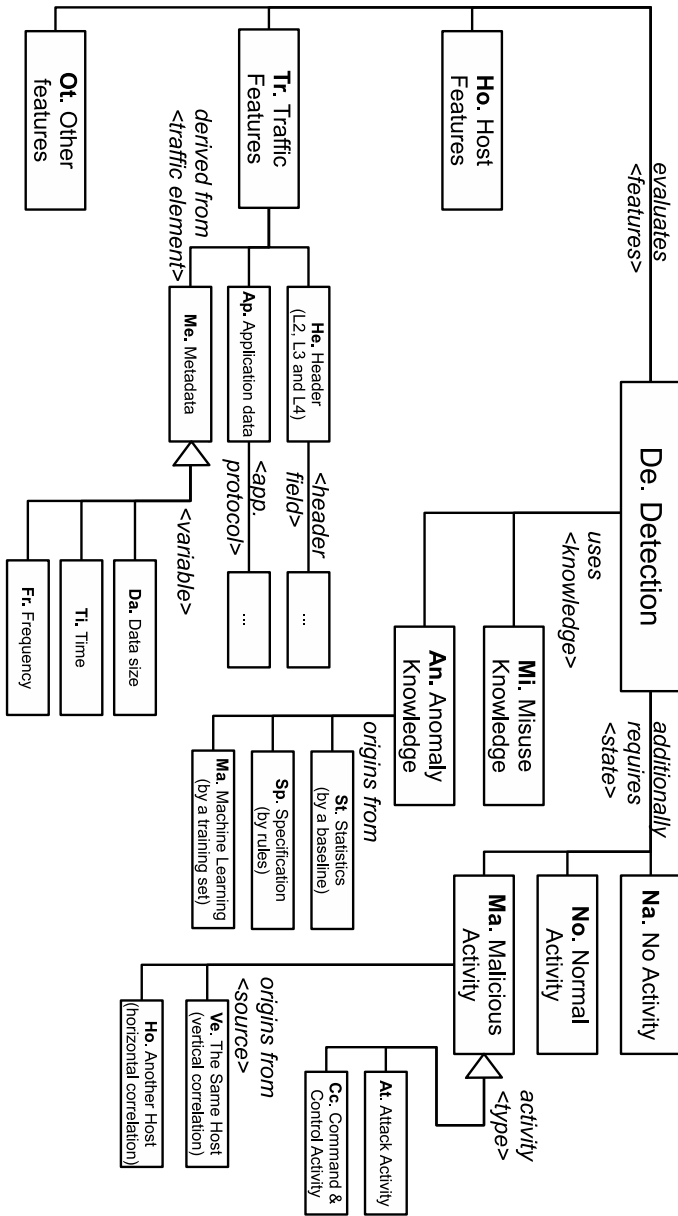 De. Detection
evaluates
<features>
Ho. Host
Features
Tr. Traffic
Features
Ot. Other
features
derived from
<traffic element>
He. Header
(L2, L3 and L4)
Ap. Application data
Me. Metadata
<header
field>
...
<app.
protocol>
...
<variable>
Da. Data size
Ti. Time
Fr. Frequency
uses
<knowledge>
Mi. Misuse
Knowledge
An. Anomaly
Knowledge
origins from
St. Statistics
(by a baseline)
Sp. Specification
(by rules)
Ma. Machine Learning
(by a training set)
additionally
requires
<state>
Na. No Activity
No. Normal
Activity
Ma. Malicious
Activity
activity
<type>
At. Attack Activity
Cc. Command &
Control Activity
origins from
<source>
Ve. The Same Host
(vertical correlation)
Ho. Another Host
(horizontal correlation)